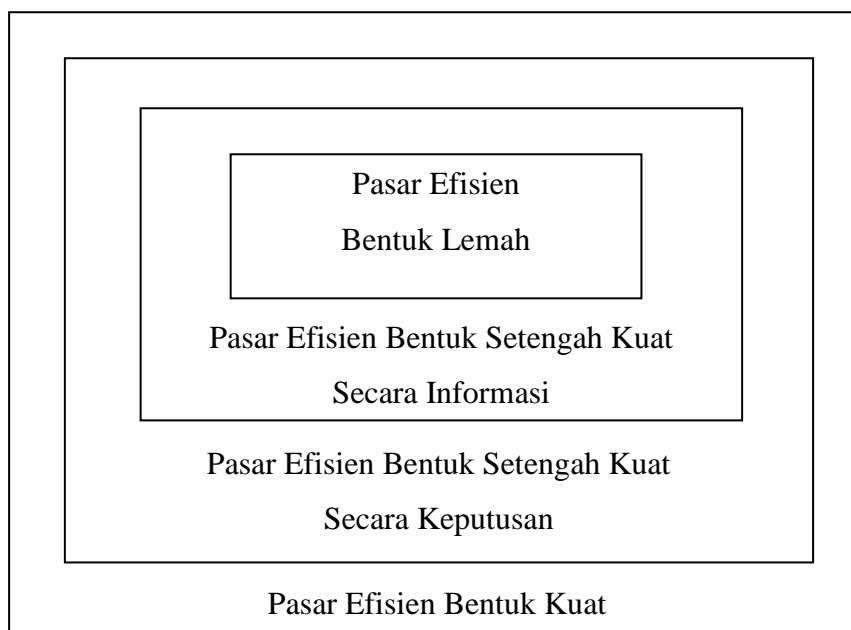 Pasar Efisien
Bentuk Lemah
Pasar Efisien Bentuk Setengah Kuat
Secara Informasi
Pasar Efisien Bentuk Setengah Kuat
Secara Keputusan
Pasar Efisien Bentuk Kuat